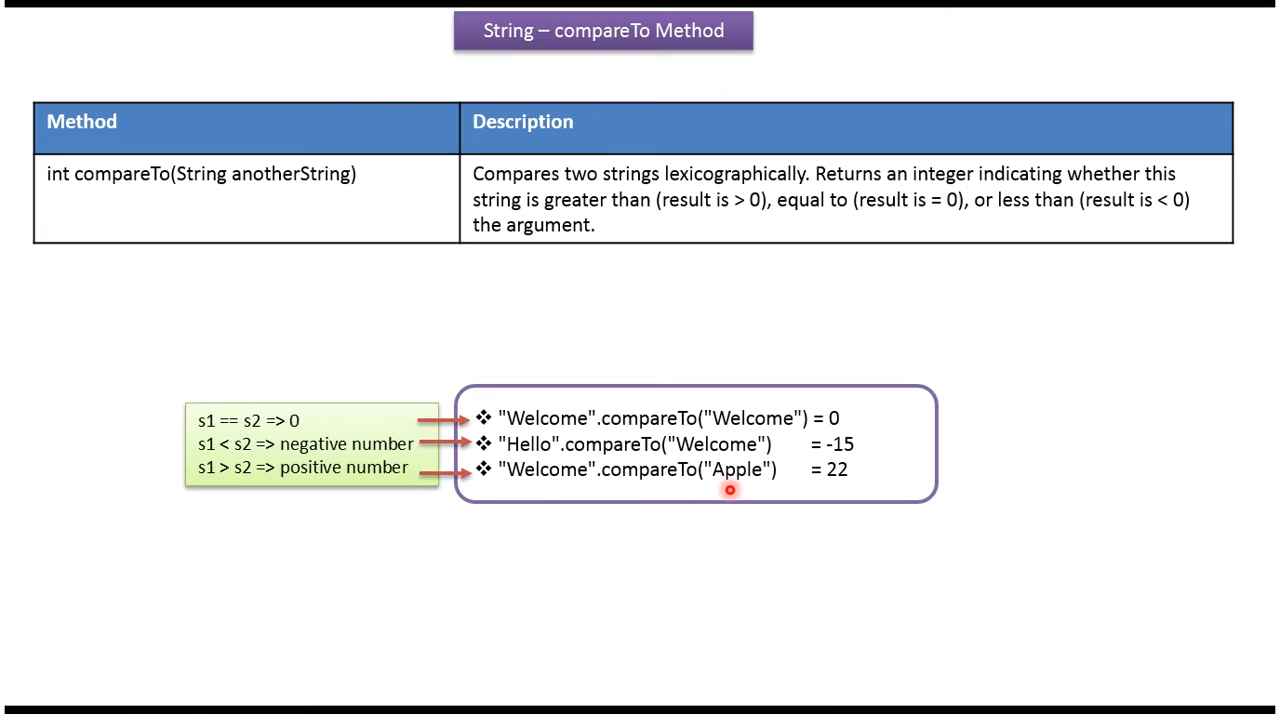 String – compareTo Method
Method
Description
int compareTo(String anotherString)
Compares two strings lexicographically. Returns an integer indicating whether this
string is greater than (result is > 0), equal to (result is = 0), or less than (result is < 0)
the argument.
s1 == s2 => 0
s1 < s2 => negative number
s1 > s2 => positive number
❖ "Welcome".compareTo("Welcome") = 0
❖ "Hello".compareTo("Welcome") = -15
❖ "Welcome".compareTo("Apple") = 22